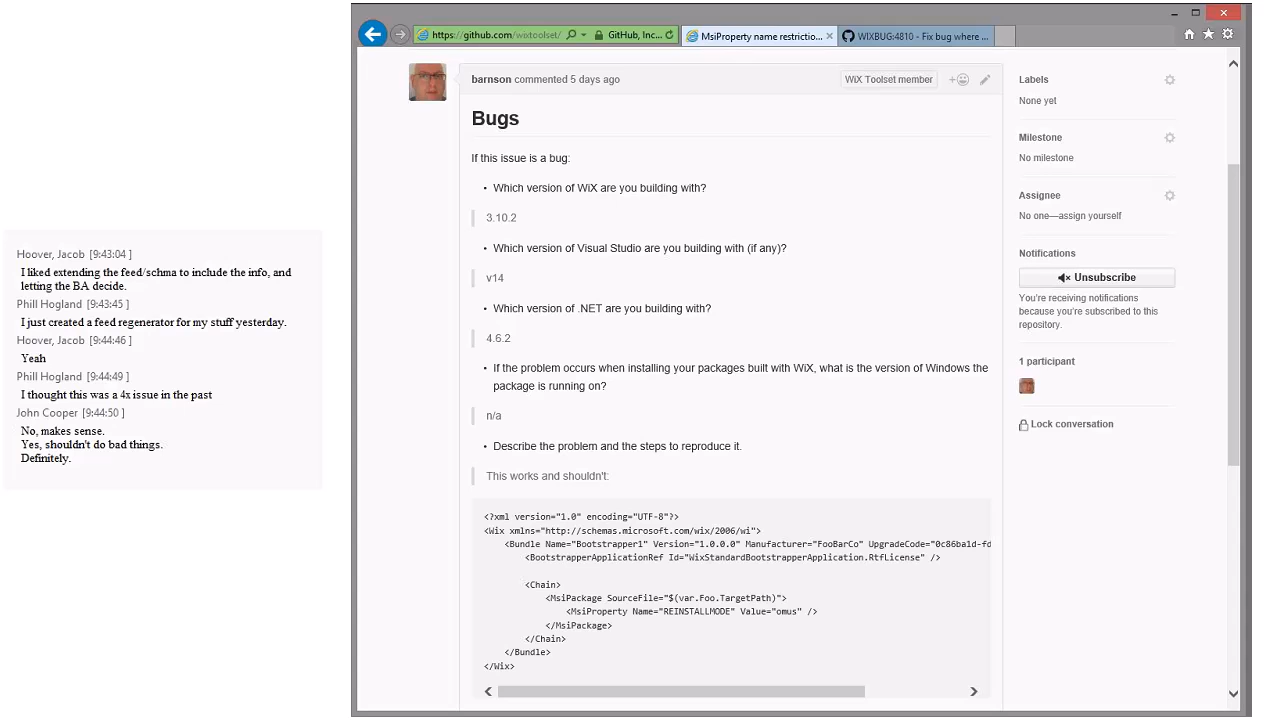 Hoover, Jacob [9:43:04 ]
I liked extending the feed/schma to include the info, and
letting the BA decide.
Phill Hogland [9:43:45 ]
I just created a feed regenerator for my stuff yesterday.
Hoover, Jacob [9:44:46 ]
Yeah
Phill Hogland [9:44:49 ]
I thought this was a 4x issue in the past
John Cooper [9:44:50 ]
No, makes sense.
Yes, shouldn't do bad things.
Definitely.
https://github.com/wixtoolset/ GitHub, Inc... MsiProperty name restrictio... WIXBUG:4810 - Fix bug where ...
barnson commented 5 days ago WiX Toolset member
Bugs
If this issue is a bug:
• Which version of WiX are you building with?
3.10.2
• Which version of Visual Studio are you building with (if any)?
v14
• Which version of .NET are you building with?
4.6.2
• If the problem occurs when installing your packages built with WiX, what is the version of Windows the
package is running on?
n/a
• Describe the problem and the steps to reproduce it.
This works and shouldn't:
<?xml version="1.0" encoding="UTF-8"?>
<Wix xmlns="http://schemas.microsoft.com/wix/2006/wi">
<Bundle Name="Bootstrapper1" Version="1.0.0.0" Manufacturer="FooBarCo" UpgradeCode="0c86ba1d-fd
<BootstrapperApplicationRef Id="WixStandardBootstrapperApplication.RtfLicense" />
<Chain>
<MsiPackage SourceFile="$(var.Foo.TargetPath)">
<MsiProperty Name="REINSTALLMODE" Value="omus" />
</MsiPackage>
</Chain>
</Bundle>
</Wix>
Labels
None yet
Milestone
No milestone
Assignee
No one—assign yourself
Notifications
Unsubscribe
You're receiving notifications
because you're subscribed to this
repository.
1 participant
Lock conversation